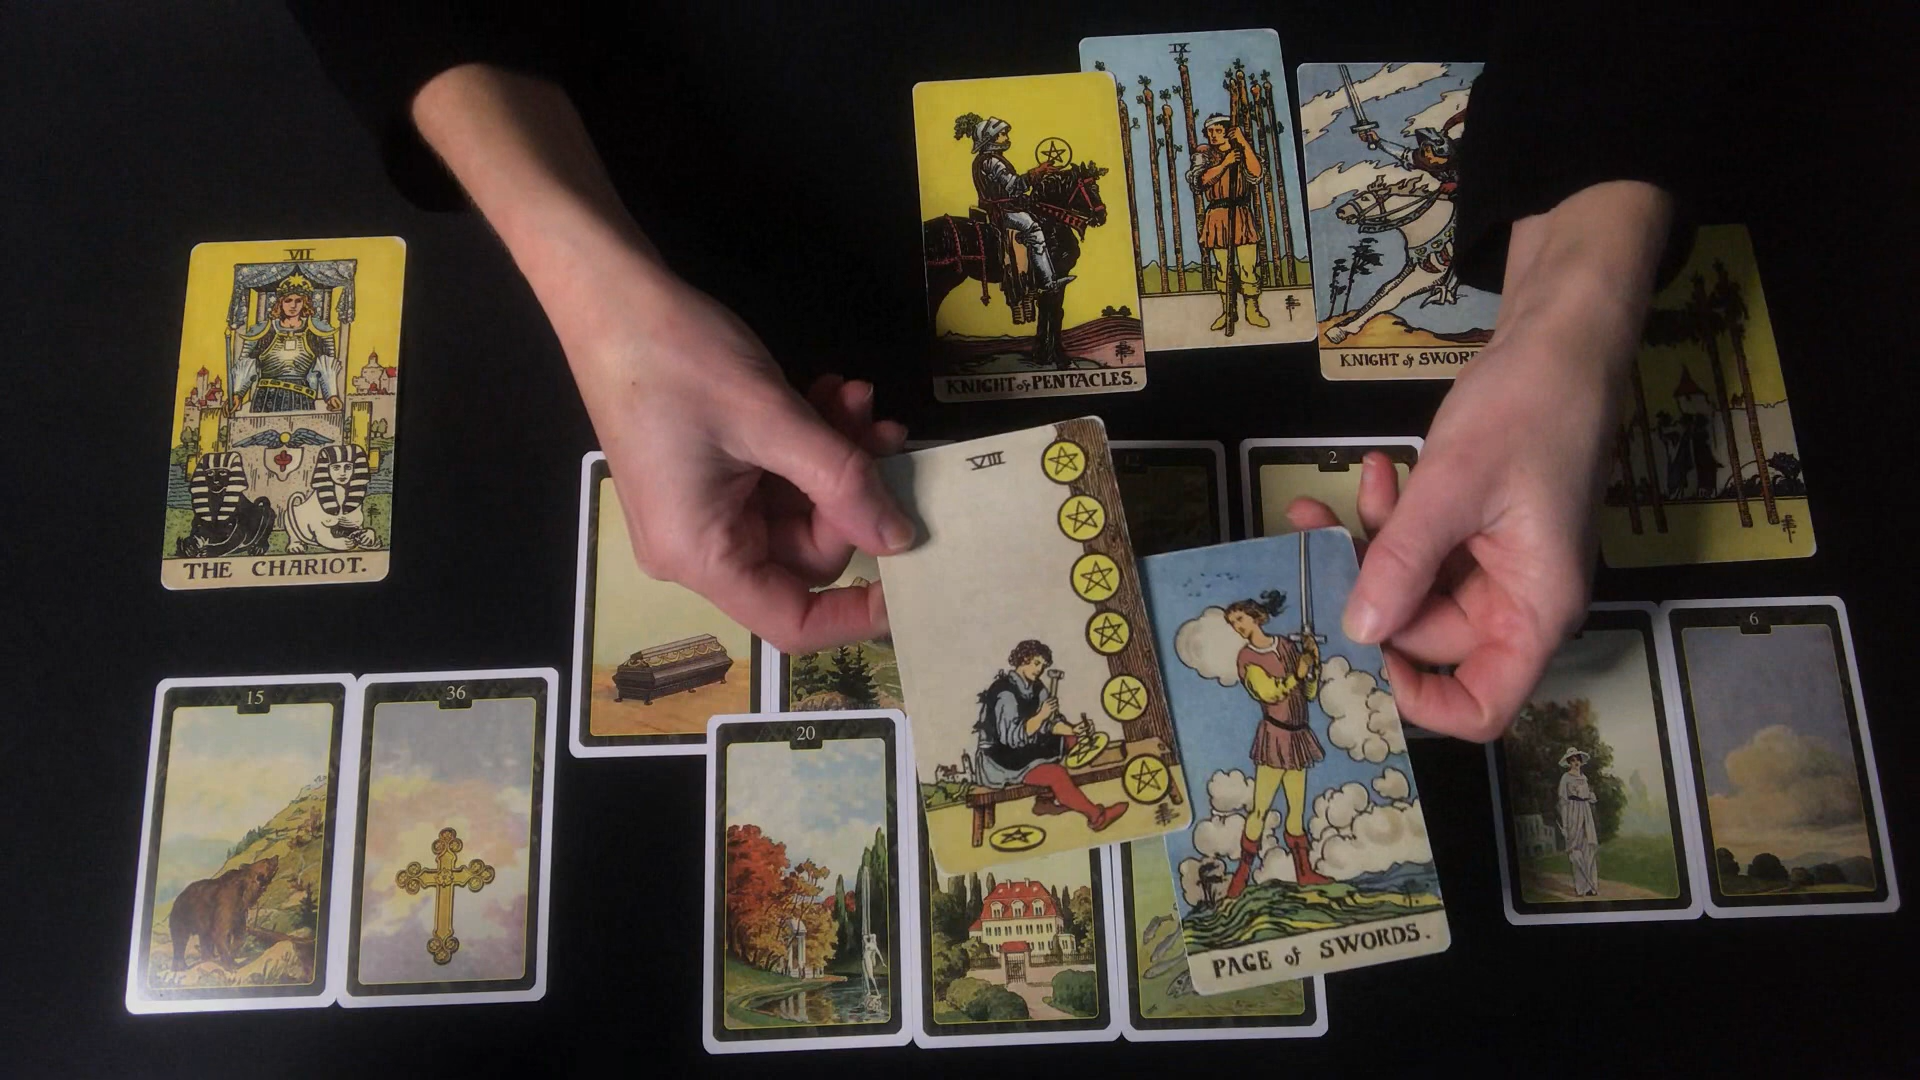 IX
KNIGHT of PENTACLES.
KNIGHT of SWORD
VII
THE CHARIOT.
VIII
12
2
15
36
20
6
PAGE of SWORDS.